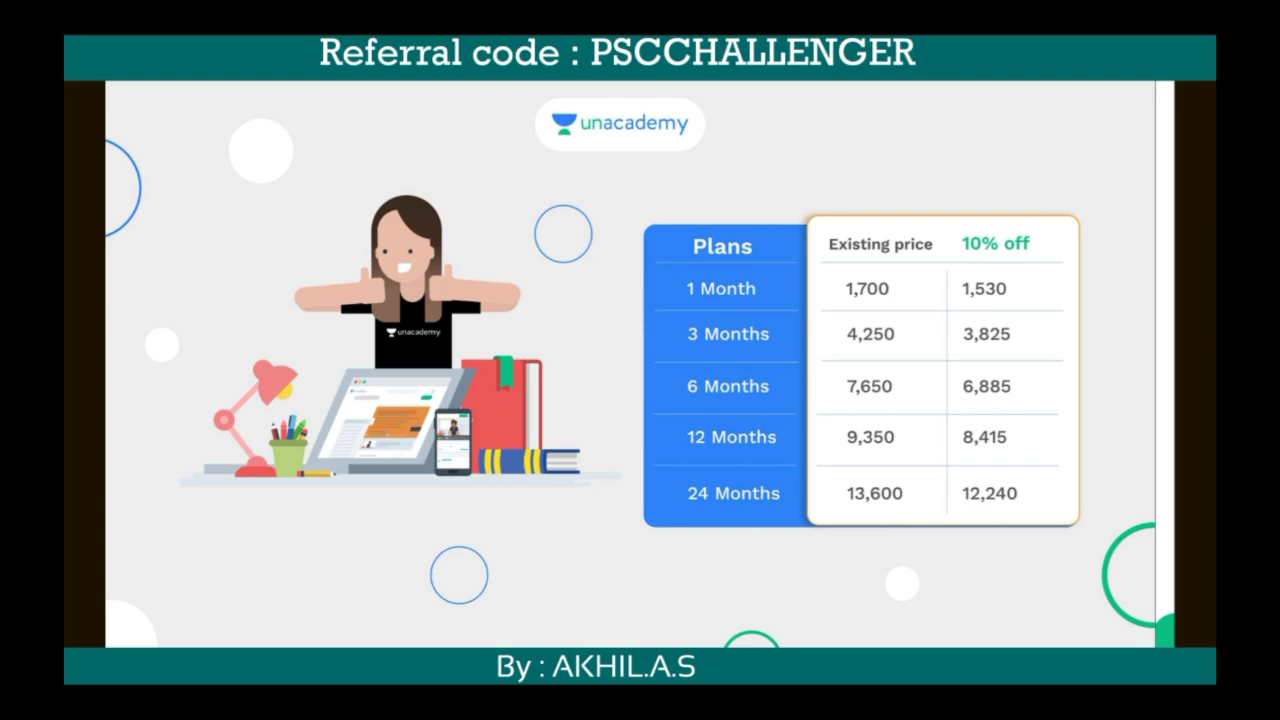 Referral code : PSCCHALLENGER
unacademy
unacademy
Plans Existing price 10% off
1 Month 1,700 1,530
3 Months 4,250 3,825
6 Months 7,650 6,885
12 Months 9,350 8,415
24 Months 13,600 12,240
By : AKHIL.A.S